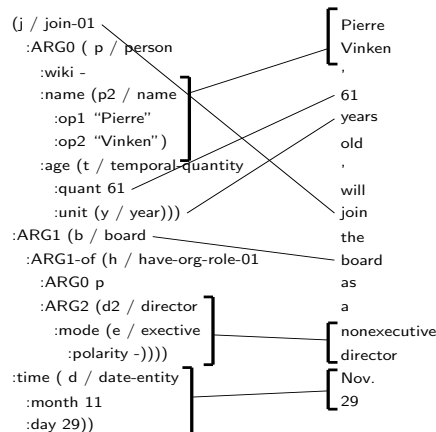 (j / join-01
:ARG0 ( p / person
:wiki -
:name (p2 / name
:op1 “Pierre”
:op2 “Vinken”)
:age (t / temporal-quantity
:quant 61
:unit (y / year)))
:ARG1 (b / board
:ARG1-of (h / have-org-role-01
:ARG0 p
:ARG2 (d2 / director
:mode (e / exective
:polarity -))))
:time ( d / date-entity
:month 11
:day 29))
Pierre
Vinken
,
61
years
old
,
will
join
the
board
as
a
nonexecutive
director
Nov.
29